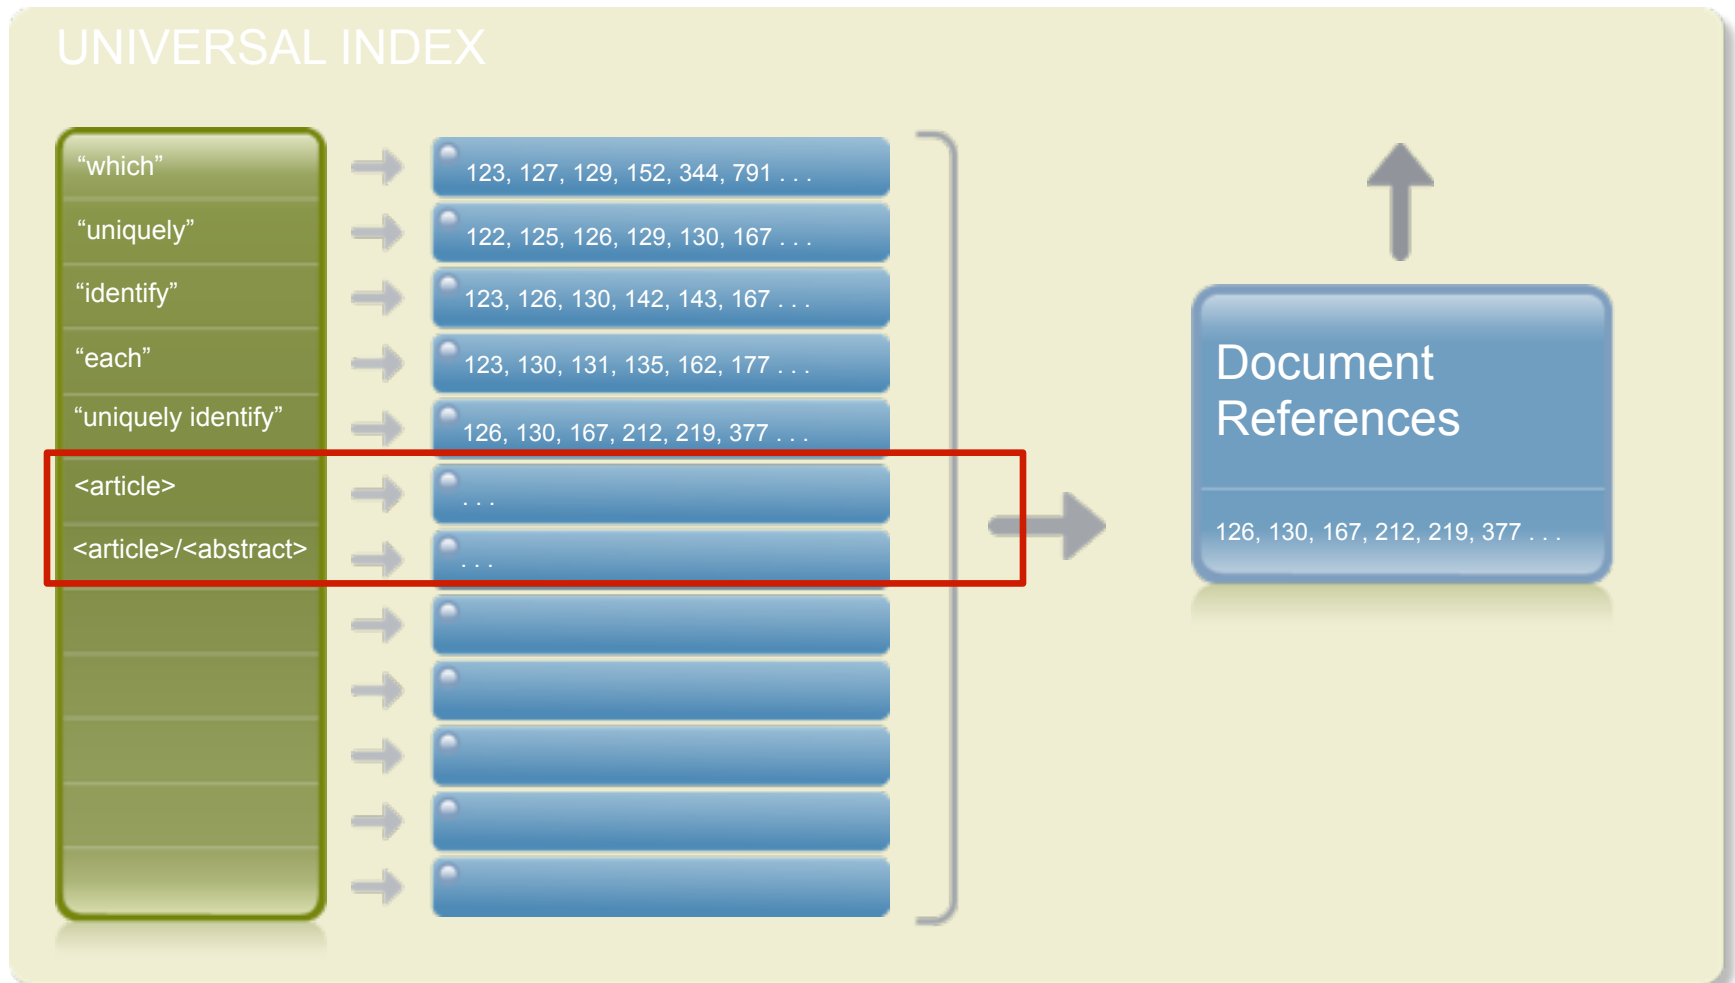 UNIVERSAL INDEX
“which” 123, 127, 129, 152, 344, 791 . . .
“uniquely” 122, 125, 126, 129, 130, 167 . . .
“identify” 123, 126, 130, 142, 143, 167 . . .
“each” 123, 130, 131, 135, 162, 177 . . .
“uniquely identify” 126, 130, 167, 212, 219, 377 . . .
<article> . . .
<article>/<abstract> . . .
Document
References
126, 130, 167, 212, 219, 377 . . .